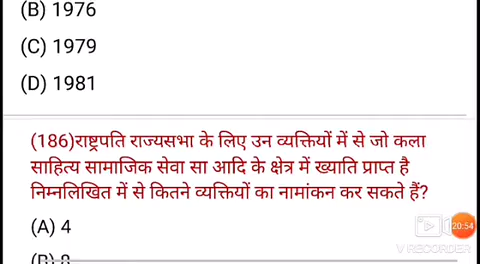 (B) 1976
(C) 1979
(D) 1981
(186)राष्ट्रपति राज्यसभा के लिए उन व्यक्तियों में से जो कला
साहित्य सामाजिक सेवा सा आदि के क्षेत्र में ख्याति प्राप्त है
निम्नलिखित में से कितने व्यक्तियों का नामांकन कर सकते हैं?
(A) 4
20:54
V RECORDER